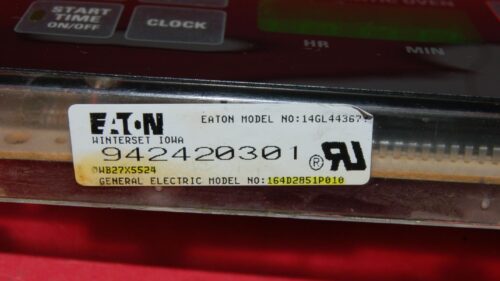 START
TIME
ON/OFF
CLOCK
OVEN
HR
MIN
EATON
EATON MODEL NO:14GL44367
WINTERSET IOWA
942420301
®
WB27X5524
GENERAL ELECTRIC MODEL NO:164D2851P010